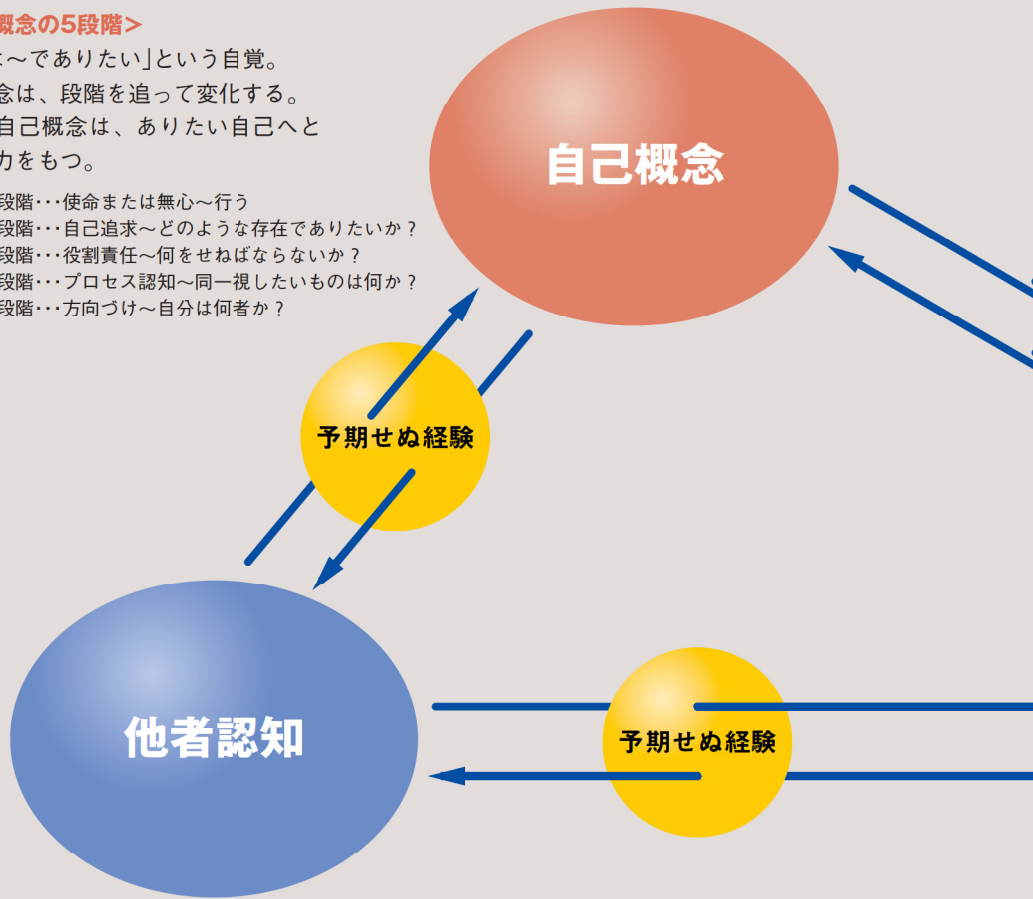 概念の5段階>
は～でありたい」という自覚。
念は、段階を追って変化する。
自己概念は、ありたい自己へと
力をもつ。
段階･･･使命または無心～行う
段階･･･自己追求～どのような存在でありたいか？
段階･･･役割責任～何をせねばならないか？
段階･･･プロセス認知～同一視したいものは何か？
段階･･･方向づけ～自分は何者か？
自己概念
予期せぬ経験
他者認知
予期せぬ経験